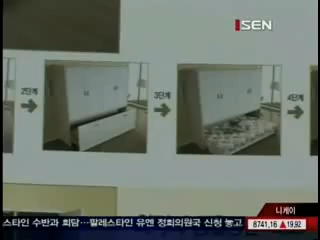 SEN
2단계
3단계
4단계
니케이
스타인 수반과 회담…팔레스타인 유엔 정회의원국 신청 놓고
8741,16 ▲19,92